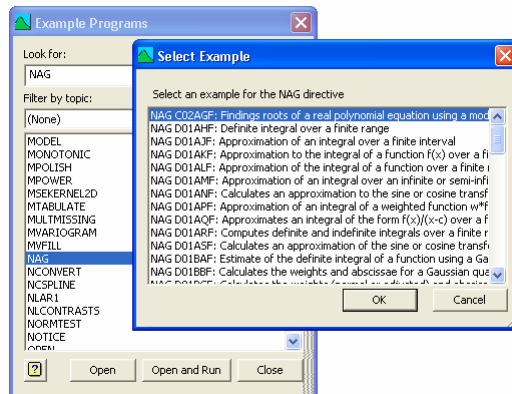 Example Programs
Look for:
NAG
Filter by topic:
(None)
MODEL
MONOTONIC
MPOLISH
MPOWER
MSEKERNEL2D
MTABULATE
MULTMISSING
MVARIOGRAM
MVFILL
NAG
NCONVERT
NCSPLINE
NLAR1
NLCONTRASTS
NORMTEST
NOTICE
OPEN
?
Open
Open and Run
Close
Select Example
Select an example for the NAG directive
NAG C02AGF: Findings roots of a real polynomial equation using a mod
NAG D01AHF: Definite integral over a finite range
NAG D01AJF: Approximation of an integral over a finite interval
NAG D01AKF: Approximation to the integral of a function f(x) over a fi
NAG D01ALF: Approximation of the integral of a function over a finite
NAG D01AMF: Approximation of an integral over an infinite or semi-infi
NAG D01ANF: Calculates an approximation to the sine or cosine transf
NAG D01APF: Approximation of an integral of a weighted function w*f
NAG D01AQF: Approximates an integral of the form f(x)/(x-c) over a f
NAG D01ARF: Computes definite and indefinite integrals over a finite r
NAG D01ASF: Calculates an approximation of the sine or cosine transf
NAG D01BAF: Estimate of the definite integral of a function using a Ga
NAG D01BBF: Calculates the weights and abscissae for a Gaussian qua
OK
Cancel